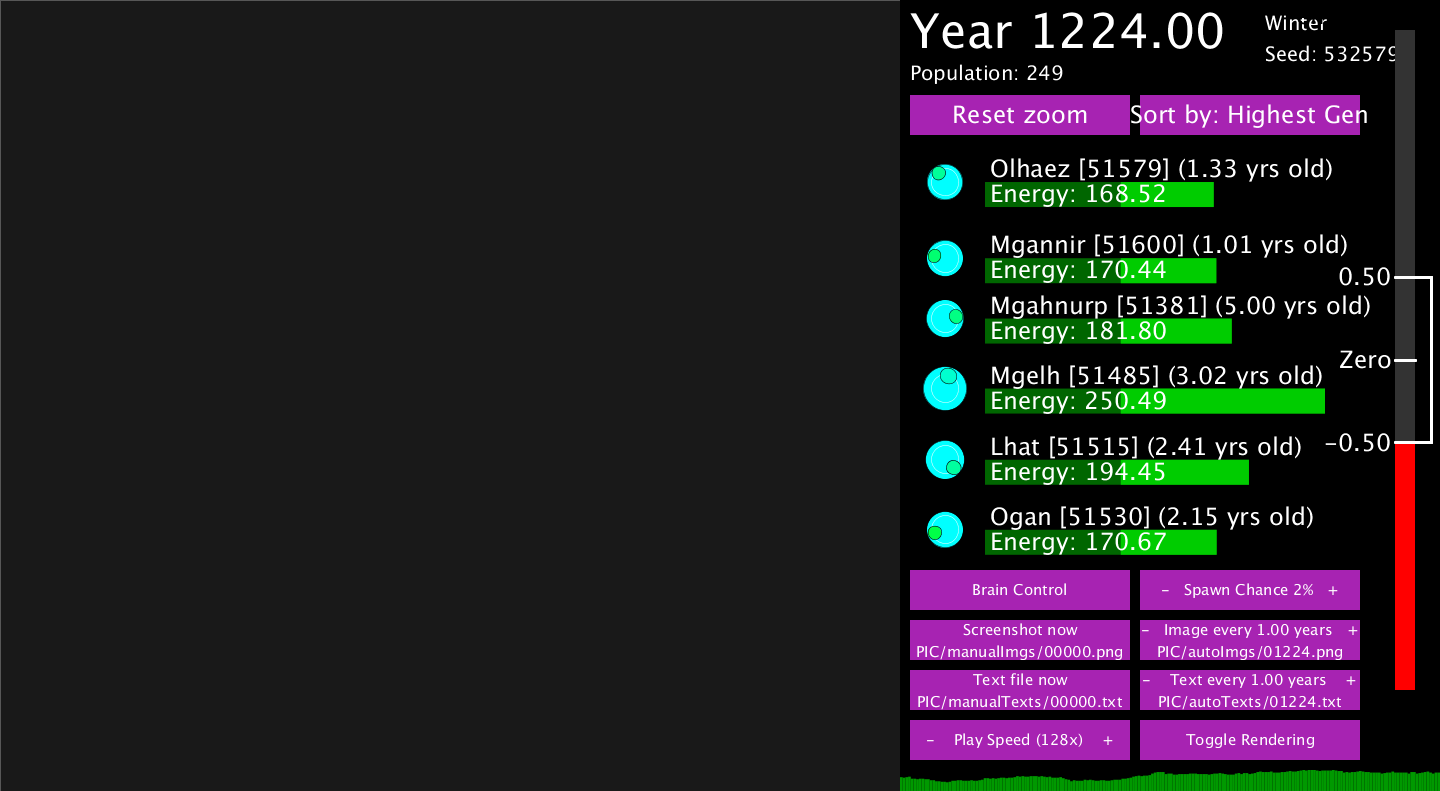 Year 1224.00
Winter
Seed: 532579
Population: 249
Reset zoom
Sort by: Highest Gen
Olhaez [51579] (1.33 yrs old)
Energy: 168.52
Mgannir [51600] (1.01 yrs old)
Energy: 170.44
0.50
Mgahnurp [51381] (5.00 yrs old)
Energy: 181.80
Zero
Mgelh [51485] (3.02 yrs old)
Energy: 250.49
Lhat [51515] (2.41 yrs old)
-0.50
Energy: 194.45
Ogan [51530] (2.15 yrs old)
Energy: 170.67
Brain Control
- Spawn Chance 2% +
Screenshot now
PIC/manualImgs/00000.png
- Image every 1.00 years +
PIC/autoImgs/01224.png
Text file now
PIC/manualTexts/00000.txt
- Text every 1.00 years +
PIC/autoTexts/01224.txt
- Play Speed (128x) +
Toggle Rendering